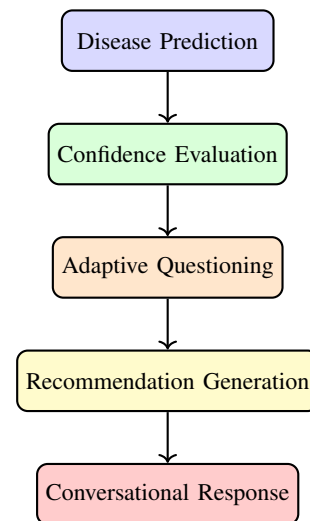 Disease Prediction
Confidence Evaluation
Adaptive Questioning
Recommendation Generation
Conversational Response